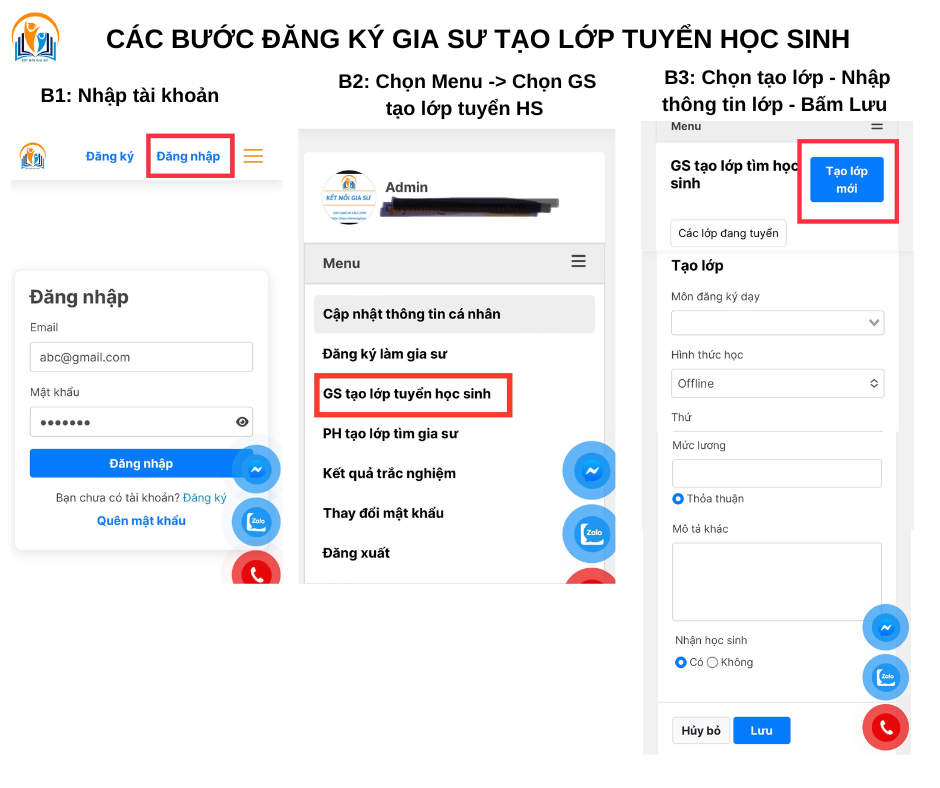 KẾT NỐI GIA SƯ
CÁC BƯỚC ĐĂNG KÝ GIA SƯ TẠO LỚP TUYỂN HỌC SINH
B1: Nhập tài khoản
Đăng ký
Đăng nhập
Đăng nhập
Email
abc@gmail.com
Mật khẩu
Đăng nhập
Bạn chưa có tài khoản? Đăng ký
Quên mật khẩu
Zalo
B2: Chọn Menu -> Chọn GS
tạo lớp tuyển HS
KẾT NỐI GIA SƯ
Admin
Menu
Cập nhật thông tin cá nhân
Đăng ký làm gia sư
GS tạo lớp tuyển học sinh
PH tạo lớp tìm gia sư
Kết quả trắc nghiệm
Thay đổi mật khẩu
Đăng xuất
Zalo
B3: Chọn tạo lớp - Nhập
thông tin lớp - Bấm Lưu
Menu
GS tạo lớp tìm học
sinh
Tạo lớp
mới
Các lớp đang tuyển
Tạo lớp
Môn đăng ký dạy
Hình thức học
Offline
Thứ
Mức lương
Thỏa thuận
Mô tả khác
Nhận học sinh
Có Không
Zalo
Hủy bỏ Lưu